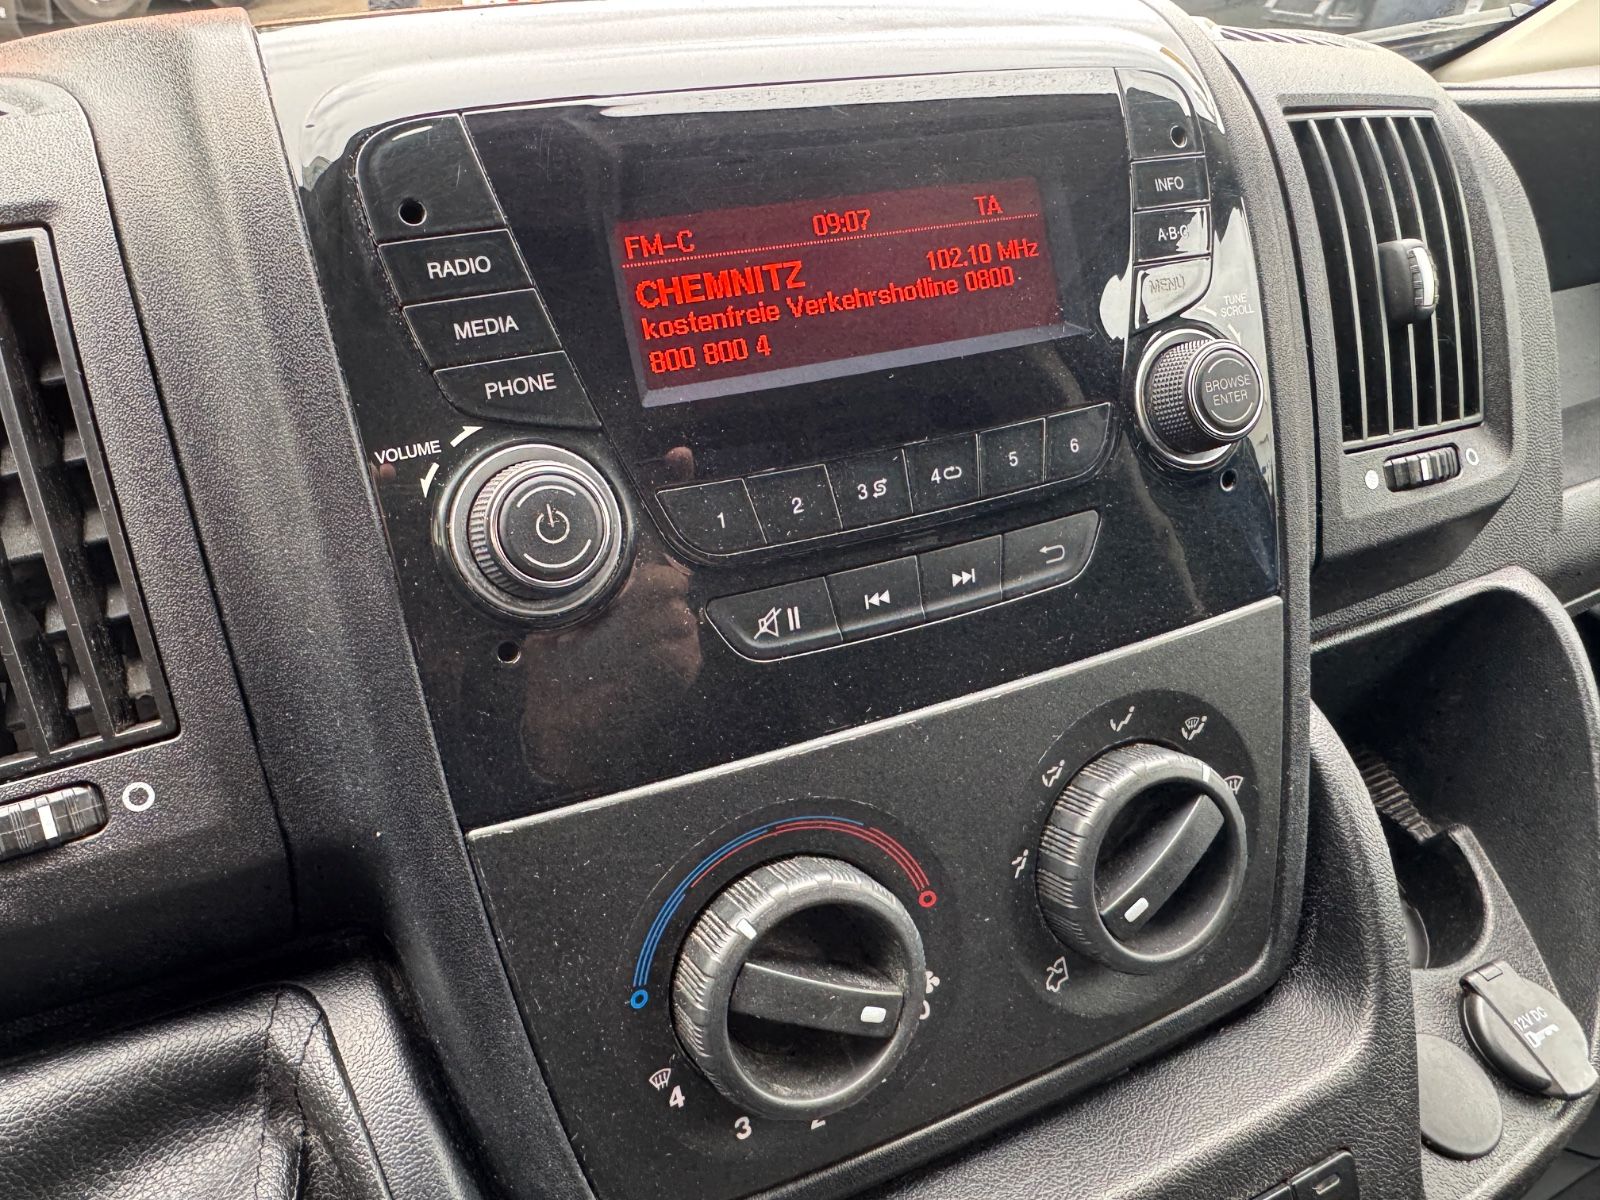 FM-C 09:07 TA
CHEMNITZ 102.10 MHz
kostenfreie Verkehrshotline 0800
800 800 4
RADIO
MEDIA
PHONE
VOLUME
INFO
A·B·C
MENU
TUNE
SCROLL
BROWSE
ENTER
1 2 3 4 5 6
0
4
3
2
12V DC